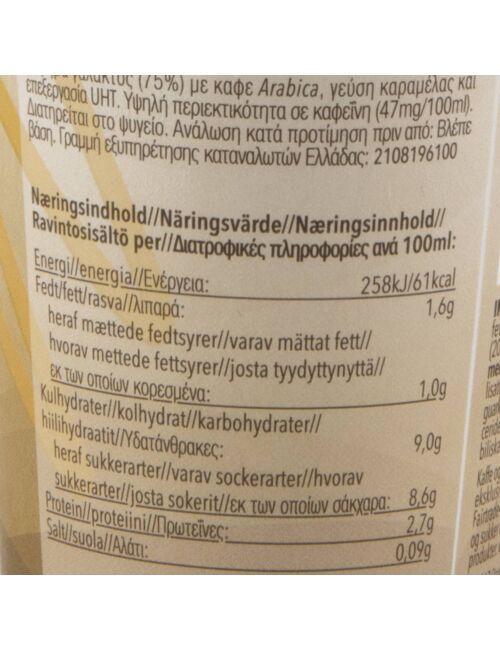 γάλακτος (75%) με καφε Arabica, γεύση καραμέλας και
επεξεργασία UHT. Υψηλή περιεκτικότητα σε καφεΐνη (47mg/100ml).
Διατηρείται στο ψυγείο. Ανάλωση κατά προτίμηση πριν από: Βλέπε
βάση. Γραμμή εξυπηρέτησης καταναλωτών Ελλάδας: 2108196100
Næringsindhold//Näringsvärde//Næringsinnhold//
Ravintosisältö per//Διατροφικές πληροφορίες ανά 100ml:
Energi//energia//Ενέργεια: 258kJ/61kcal
Fedt/fett/rasva//λιπαρά: 1,6g
heraf mættede fedtsyrer//varav mättat fett//
hvorav mettede fettsyrer//josta tyydyttynyttä//
εκ των οποίων κορεσμένα: 1,0g
Kulhydrater//kolhydrat//karbohydrater//
hiilihydraatit//Υδατάνθρακες: 9,0g
heraf sukkerarter//varav sockerarter//hvorav
sukkerarter//josta sokerit//εκ των οποίων σάκχαρα: 8,6g
Protein//proteiini//Πρωτεΐνες: 2,7g
Salt//suola//Αλάτι: 0,09g